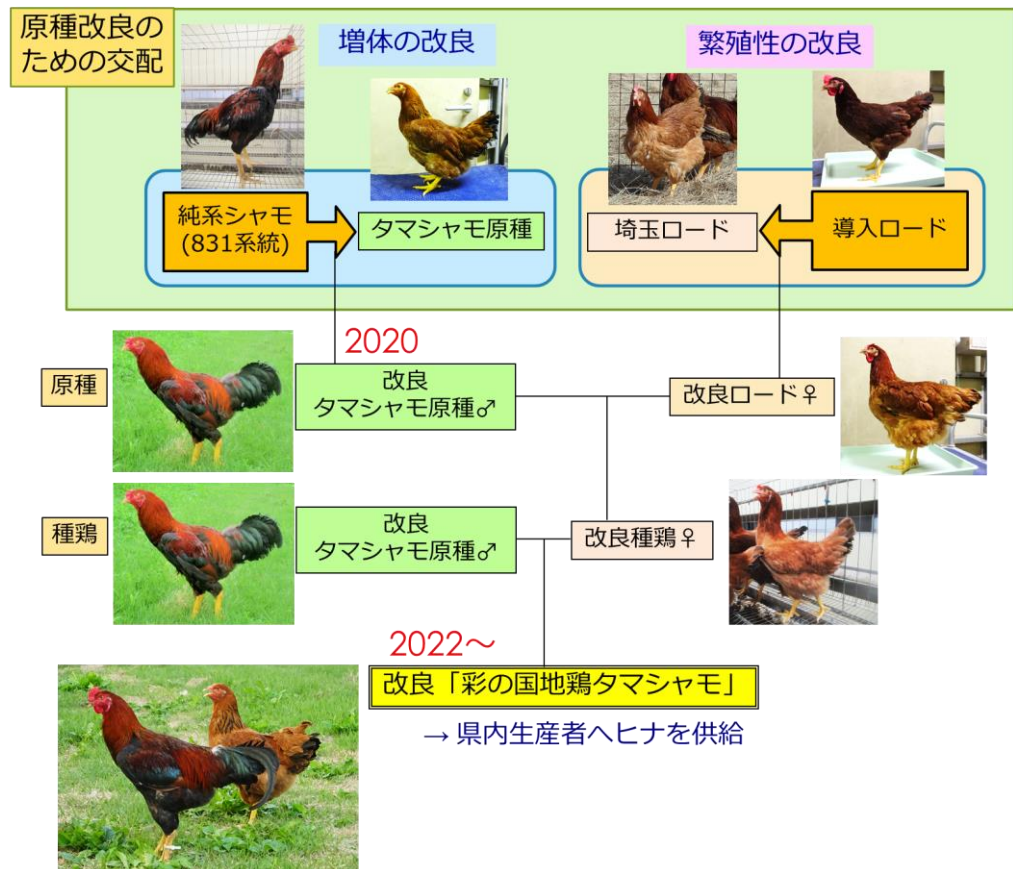 原種改良の
ための交配
増体の改良
繁殖性の改良
純系シャモ
(831系統)
タマシャモ原種
埼玉ロード
導入ロード
2020
原種
改良
タマシャモ原種♂
改良ロード♀
種鶏
改良
タマシャモ原種♂
改良種鶏♀
2022～
改良「彩の国地鶏タマシャモ」
→ 県内生産者へヒナを供給